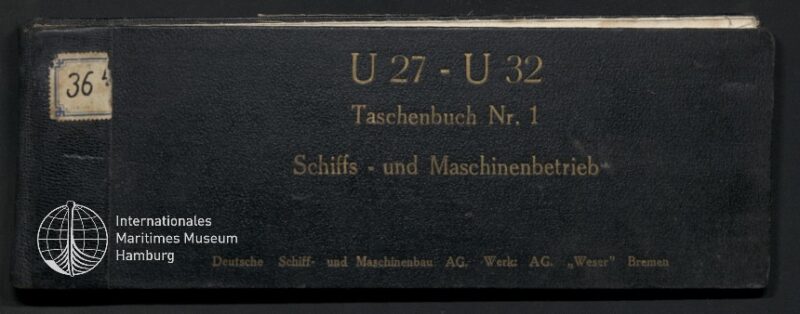 36
U 27 - U 32
Taschenbuch Nr. 1
Schiffs - und Maschinenbetrieb
Internationales
Maritimes Museum
Hamburg
Deutsche Schiff- und Maschinenbau AG. Werk: AG. „Weser" Bremen